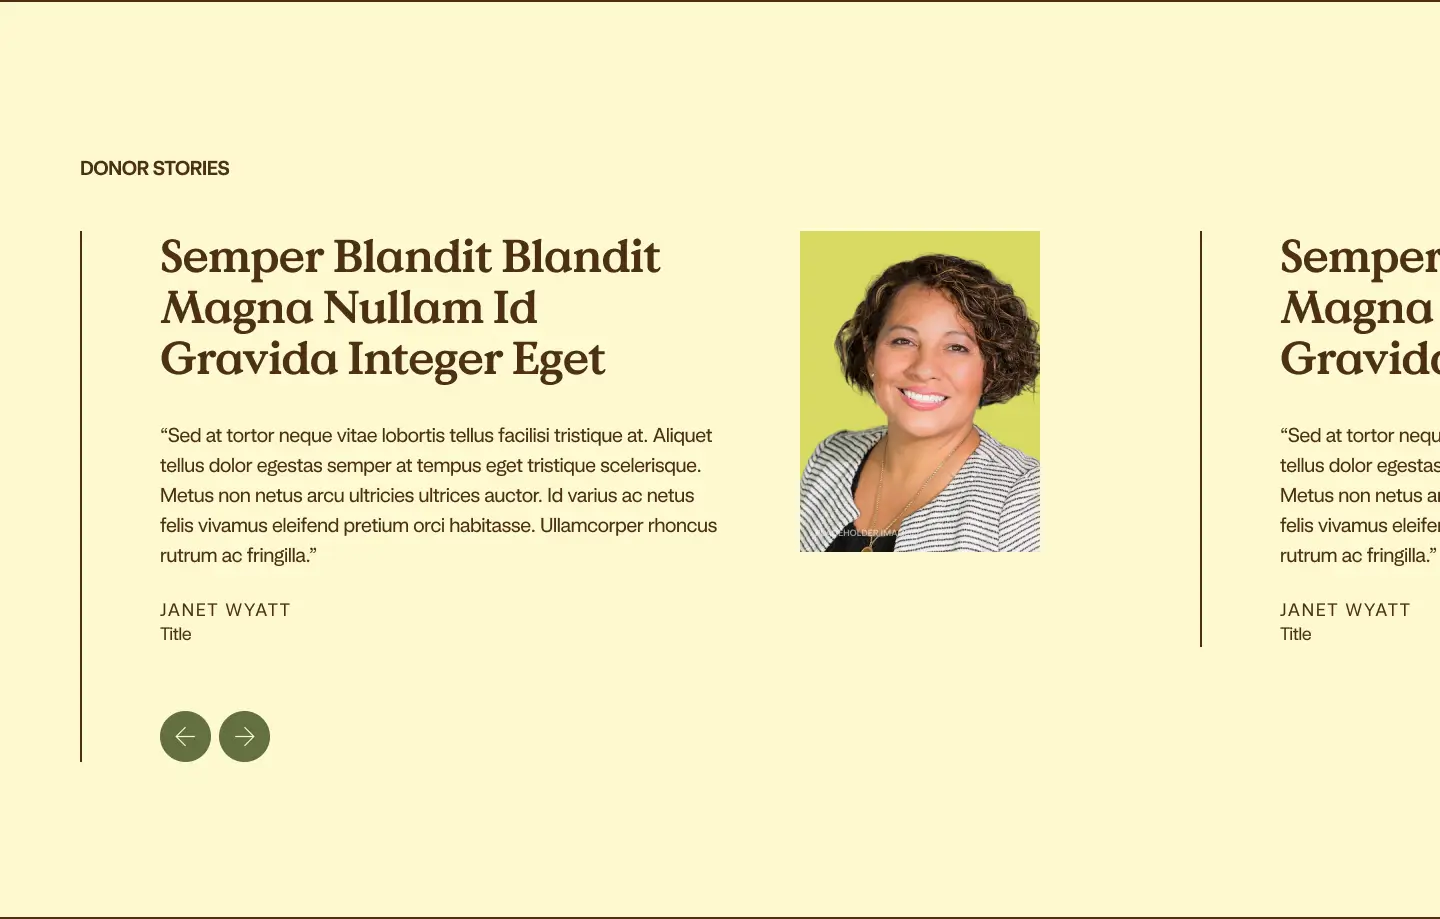 DONOR STORIES
Semper Blandit Blandit
Magna Nullam Id
Gravida Integer Eget
“Sed at tortor neque vitae lobortis tellus facilisi tristique at. Aliquet
tellus dolor egestas semper at tempus eget tristique scelerisque.
Metus non netus arcu ultricies ultrices auctor. Id varius ac netus
felis vivamus eleifend pretium orci habitasse. Ullamcorper rhoncus
rutrum ac fringilla.”
JANET WYATT
Title
Semper
Magna
“Sed at tortor
tellus dolor egestas
Metus non netus
felis vivamus
rutrum ac fringilla.”
JANET WYATT
Title